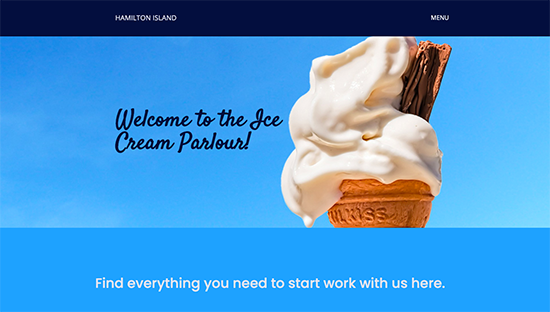 HAMILTON ISLAND
MENU
Welcome to the Ice
Cream Parlour!
Find everything you need to start work with us here.